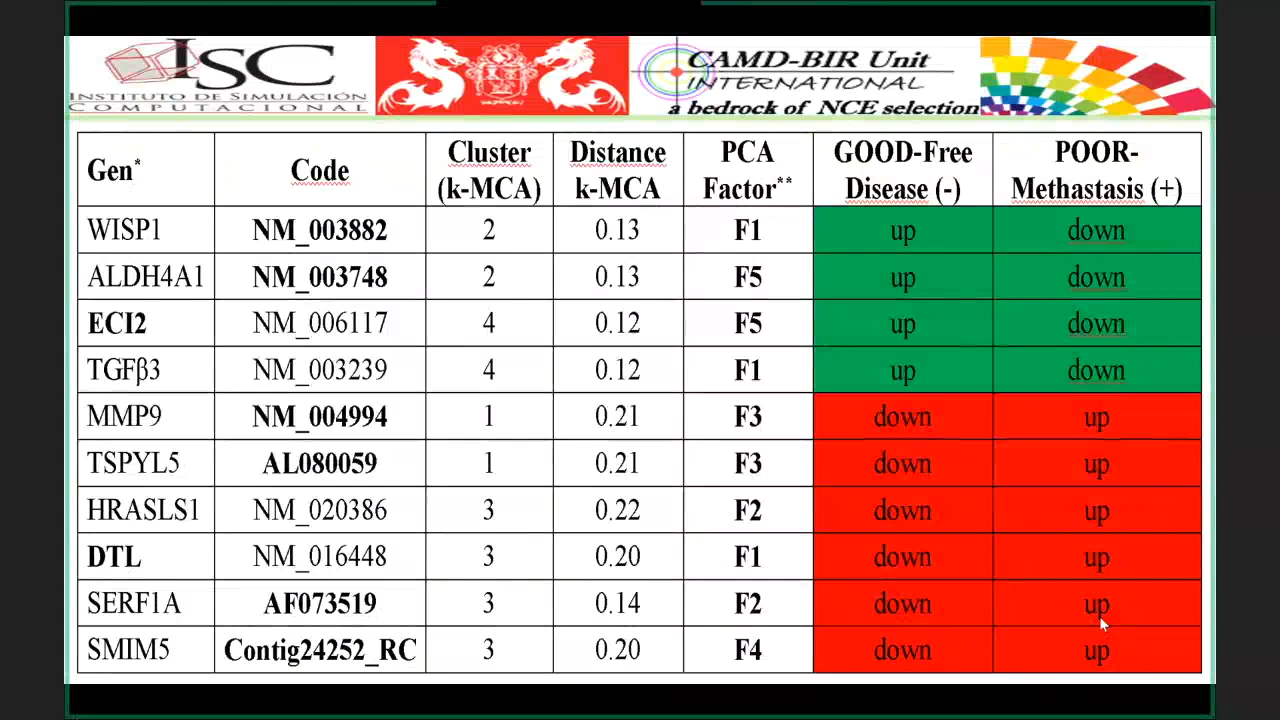 ISC
INSTITUTO DE SIMULACIÓN
COMPUTACIONAL
CAMD-BIR Unit
INTERNATIONAL
a bedrock of NCE selection
Gen* Code Cluster (k-MCA) Distance k-MCA PCA Factor** GOOD-Free Disease (-) POOR-Methastasis (+)
WISP1 NM_003882 2 0.13 F1 up down
ALDH4A1 NM_003748 2 0.13 F5 up down
ECI2 NM_006117 4 0.12 F5 up down
TGFβ3 NM_003239 4 0.12 F1 up down
MMP9 NM_004994 1 0.21 F3 down up
TSPYL5 AL080059 1 0.21 F3 down up
HRASLS1 NM_020386 3 0.22 F2 down up
DTL NM_016448 3 0.20 F1 down up
SERF1A AF073519 3 0.14 F2 down up
SMIM5 Contig24252_RC 3 0.20 F4 down up